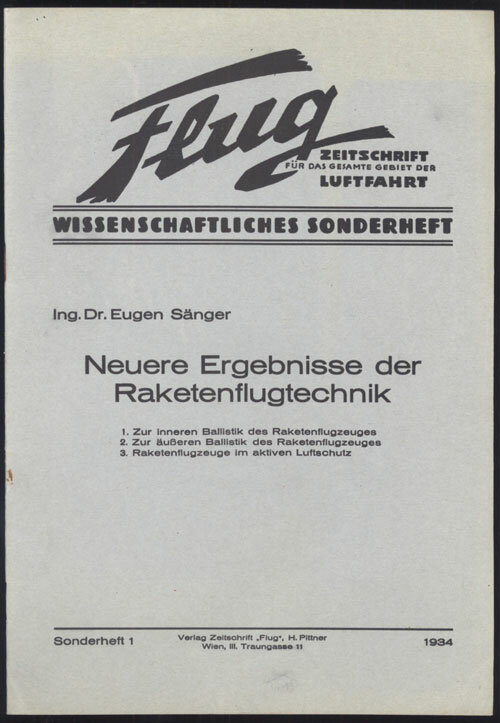 Flug
ZEITSCHRIFT
FÜR DAS GESAMTE GEBIET DER
LUFTFAHRT
WISSENSCHAFTLICHES SONDERHEFT
Ing. Dr. Eugen Sänger
Neuere Ergebnisse der
Raketenflugtechnik
1. Zur inneren Ballistik des Raketenflugzeuges
2. Zur äußeren Ballistik des Raketenflugzeuges
3. Raketenflugzeuge im aktiven Luftschutz
Sonderheft 1
Verlag Zeitschrift „Flug“, H. Pittner
Wien, III. Traungasse 11
1934